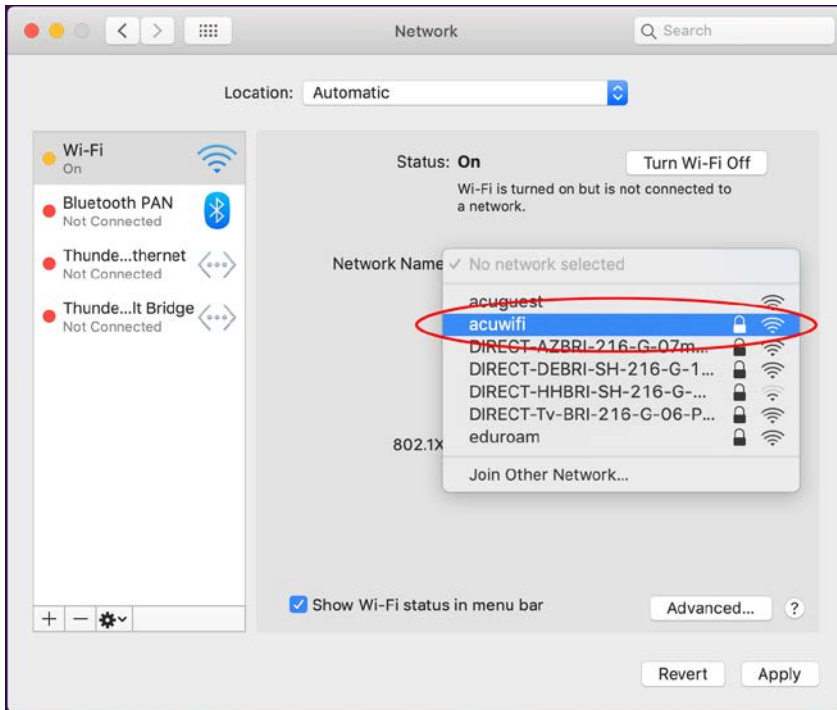 Network
Search
Location: Automatic
Wi-Fi
On
Bluetooth PAN
Not Connected
Thunde...thernet
Not Connected
Thunde...lt Bridge
Not Connected
Status: On
Turn Wi-Fi Off
Wi-Fi is turned on but is not connected to
a network.
Network Name
✓ No network selected
acuguest
acuwifi
DIRECT-AZBRI-216-G-07m...
DIRECT-DEBRI-SH-216-G-1...
DIRECT-HHBRI-SH-216-G-...
DIRECT-Tv-BRI-216-G-06-P...
eduroam
Join Other Network...
802.1X
Show Wi-Fi status in menu bar
Advanced...
?
Revert
Apply